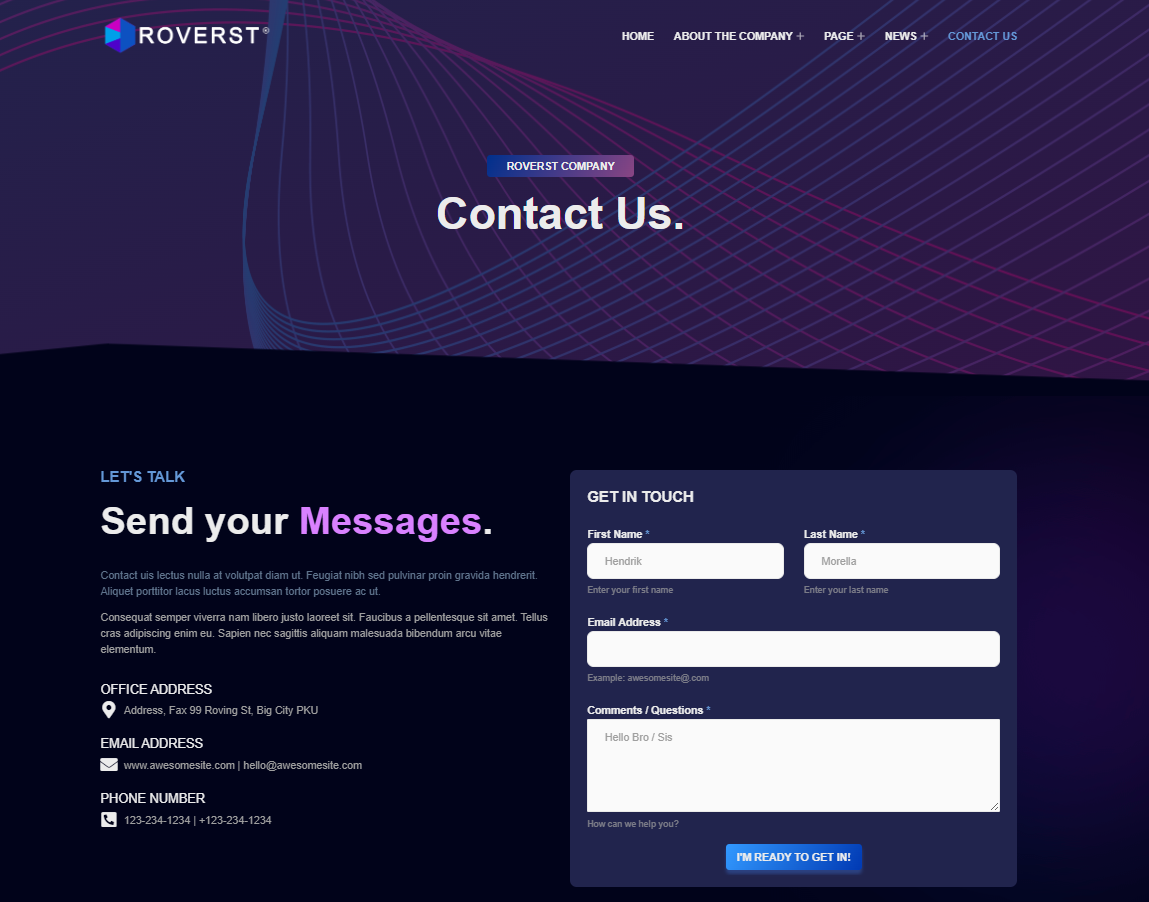 ROVERST®
HOME ABOUT THE COMPANY + PAGE + NEWS + CONTACT US
ROVERST COMPANY
Contact Us.
LET'S TALK
Send your Messages.
Contact uis lectus nulla at volutpat diam ut. Feugiat nibh sed pulvinar proin gravida hendrerit.
Aliquet porttitor lacus luctus accumsan tortor posuere ac ut.
Consequat semper viverra nam libero justo laoreet sit. Faucibus a pellentesque sit amet. Tellus
cras adipiscing enim eu. Sapien nec sagittis aliquam malesuada bibendum arcu vitae
elementum.
OFFICE ADDRESS
Address, Fax 99 Roving St, Big City PKU
EMAIL ADDRESS
www.awesomesite.com | hello@awesomesite.com
PHONE NUMBER
123-234-1234 | +123-234-1234
GET IN TOUCH
First Name * Last Name *
Hendrik Morella
Enter your first name Enter your last name
Email Address *
Example: awesomesite@.com
Comments / Questions *
Hello Bro / Sis
How can we help you?
I'M READY TO GET IN!